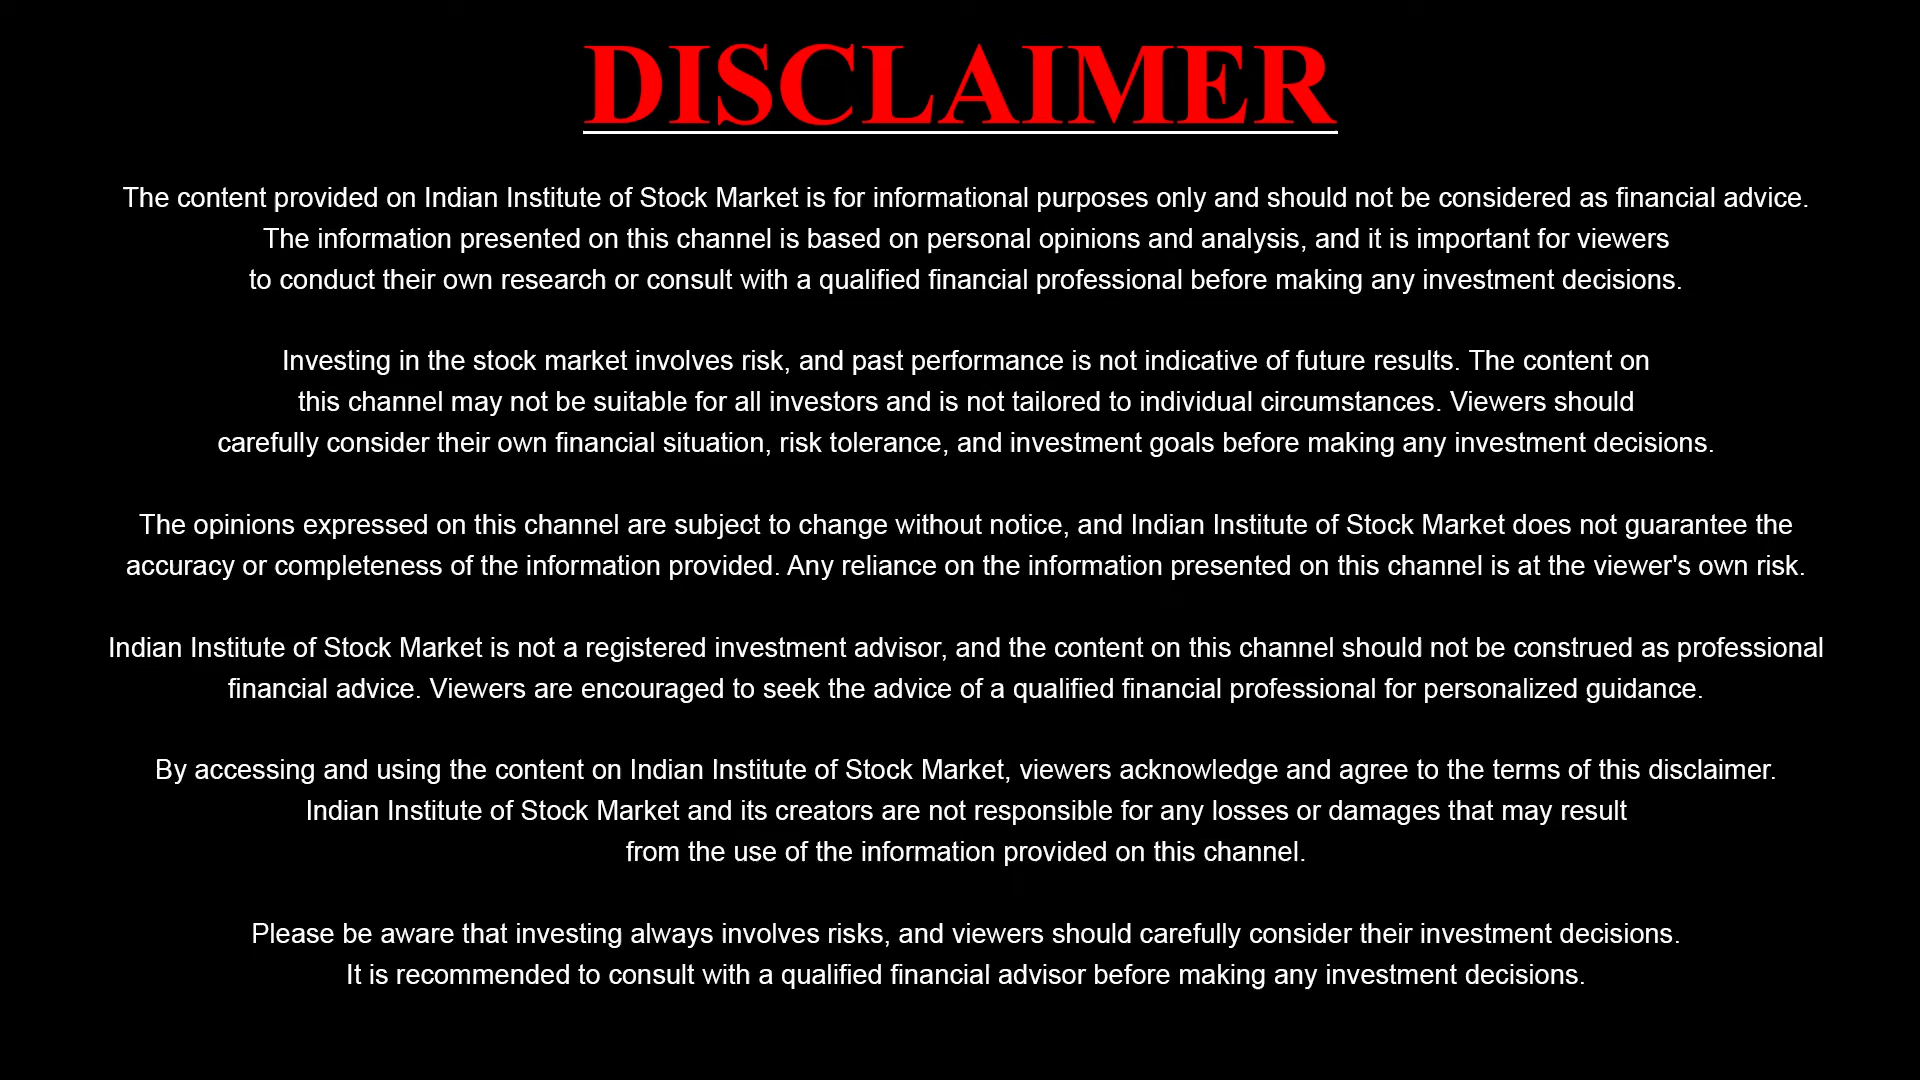 DISCLAIMER
The content provided on Indian Institute of Stock Market is for informational purposes only and should not be considered as financial advice.
The information presented on this channel is based on personal opinions and analysis, and it is important for viewers
to conduct their own research or consult with a qualified financial professional before making any investment decisions.
Investing in the stock market involves risk, and past performance is not indicative of future results. The content on
this channel may not be suitable for all investors and is not tailored to individual circumstances. Viewers should
carefully consider their own financial situation, risk tolerance, and investment goals before making any investment decisions.
The opinions expressed on this channel are subject to change without notice, and Indian Institute of Stock Market does not guarantee the
accuracy or completeness of the information provided. Any reliance on the information presented on this channel is at the viewer's own risk.
Indian Institute of Stock Market is not a registered investment advisor, and the content on this channel should not be construed as professional
financial advice. Viewers are encouraged to seek the advice of a qualified financial professional for personalized guidance.
By accessing and using the content on Indian Institute of Stock Market, viewers acknowledge and agree to the terms of this disclaimer.
Indian Institute of Stock Market and its creators are not responsible for any losses or damages that may result
from the use of the information provided on this channel.
Please be aware that investing always involves risks, and viewers should carefully consider their investment decisions.
It is recommended to consult with a qualified financial advisor before making any investment decisions.